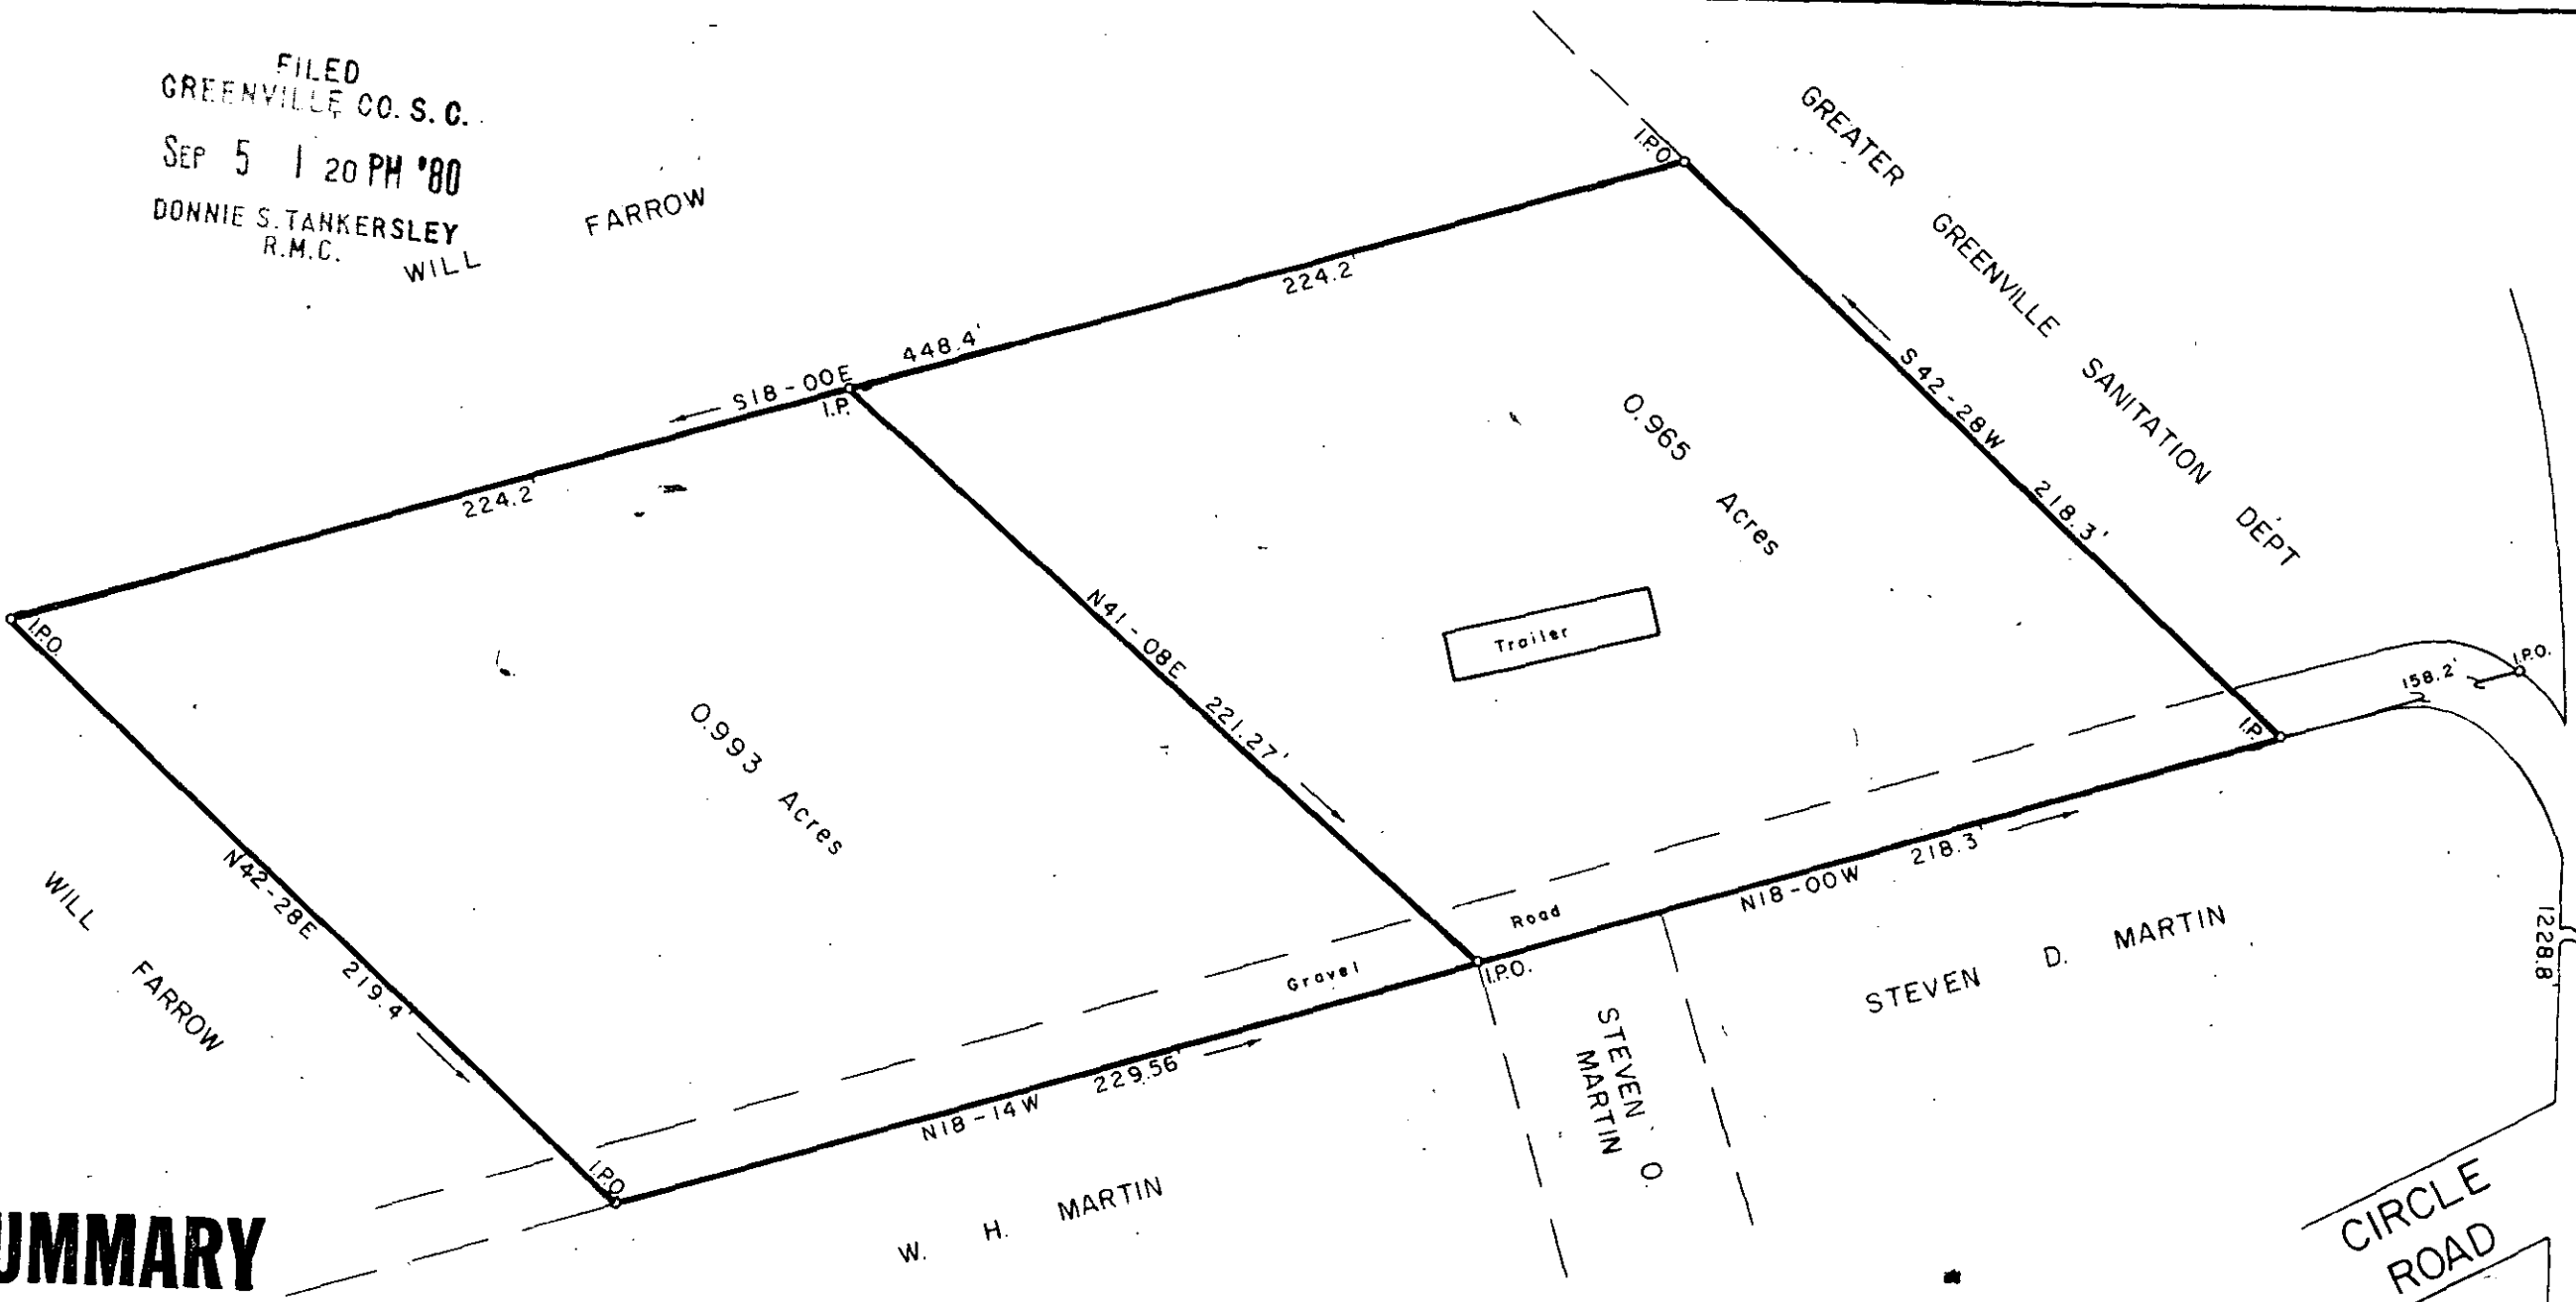 FILED
GREENVILLE CO. S. C.
SEP 5 1 20 PM '80
DONNIE S. TANKERSLEY
R.M.C.
WILL FARROW
GREATER GREENVILLE SANITATION DEPT
I.P.O.
224.2'
448.4'
S18-00E
I.P.
224.2'
S42-28W 218.3'
0.965 Acres
N41-08E 221.27'
Trailer
I.P.O.
0.993 Acres
158.2'
I.P.O.
I.P.
N42-28E 219.4'
WILL FARROW
218.3'
N18-00W
Gravel Road
I.P.O.
STEVEN D. MARTIN
1228.8'
229.56'
N18-14W
STEVEN O.
MARTIN
I.P.O.
W. H. MARTIN
CIRCLE
ROAD
UMMARY